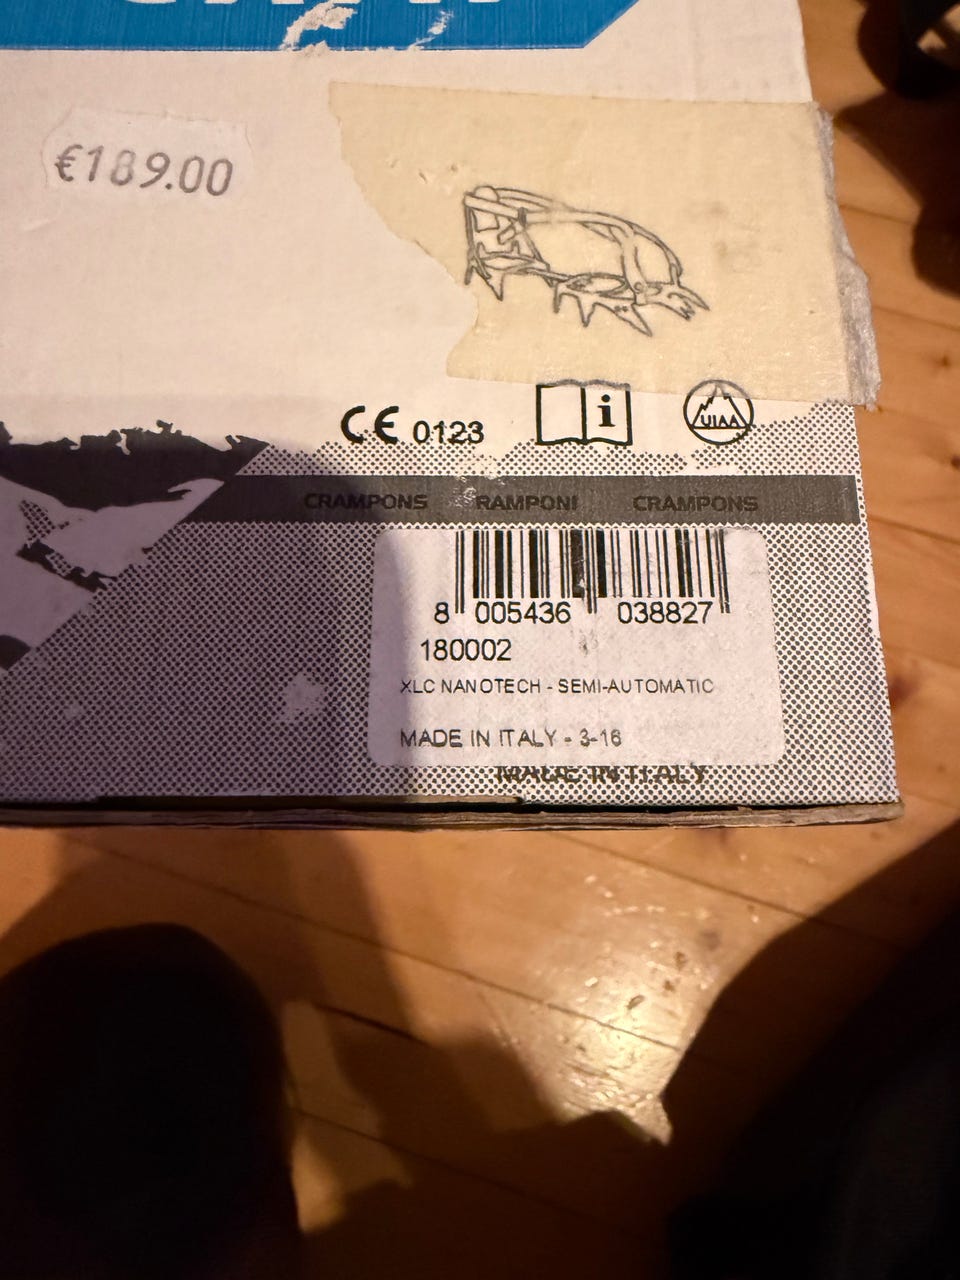 €189.00
CE 0123
i
UIAA
CRAMPONS RAMPONI CRAMPONS
8 005436 038827
180002
XLC NANOTECH - SEMI-AUTOMATIC
MADE IN ITALY - 3-16
MADE IN ITALY